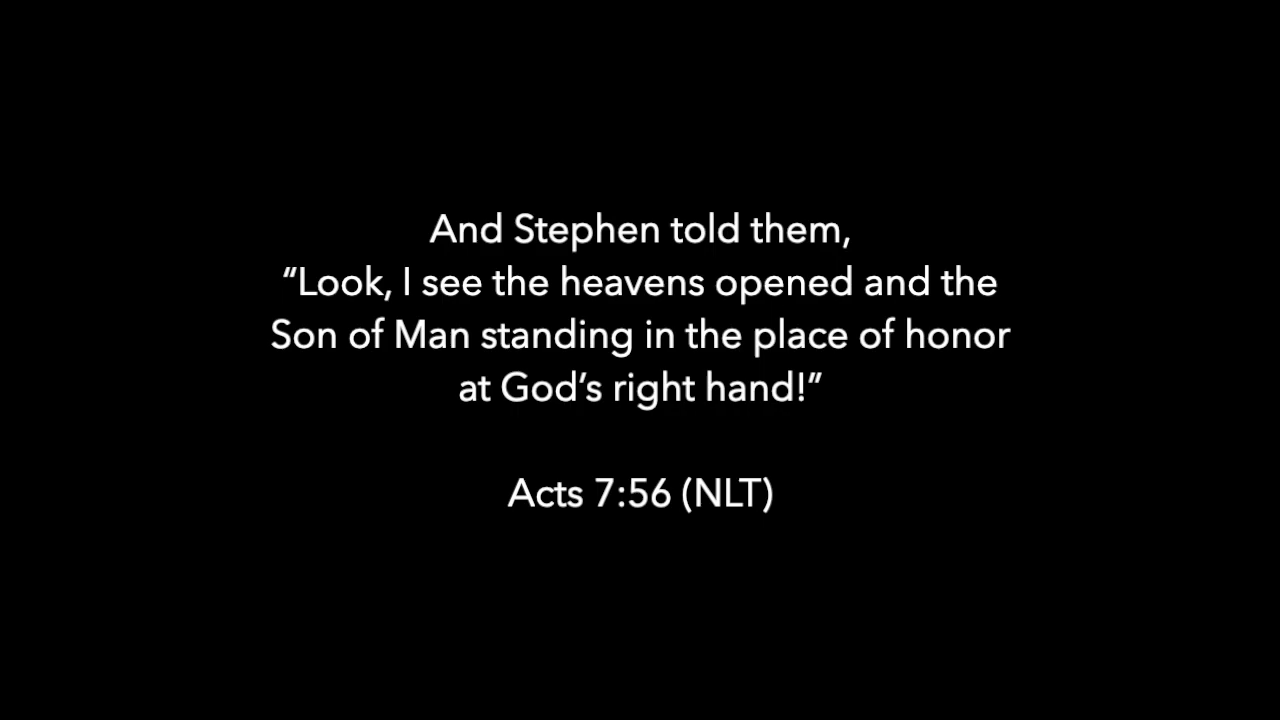 And Stephen told them,
“Look, I see the heavens opened and the
Son of Man standing in the place of honor
at God’s right hand!”
Acts 7:56 (NLT)